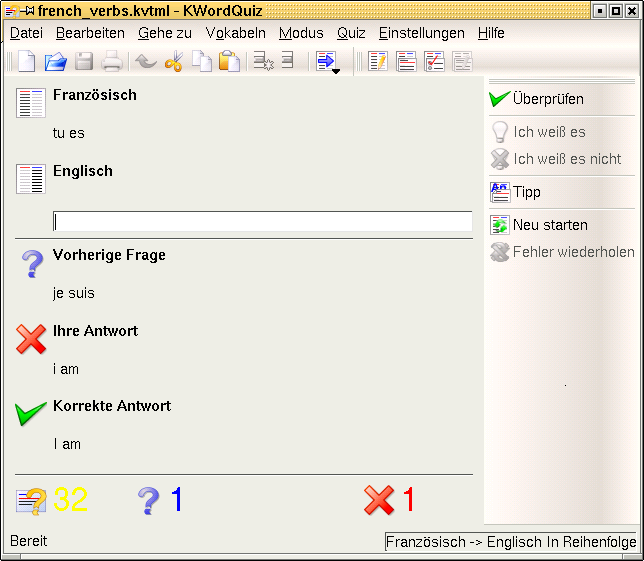 french_verbs.kvtml - KWordQuiz
Datei Bearbeiten Gehe zu Vokabeln Modus Quiz Einstellungen Hilfe
Französisch
tu es
Englisch
Vorherige Frage
je suis
Ihre Antwort
i am
Korrekte Antwort
I am
32 1 1
Überprüfen
Ich weiß es
Ich weiß es nicht
Tipp
Neu starten
Fehler wiederholen
Bereit
Französisch -> Englisch In Reihenfolge